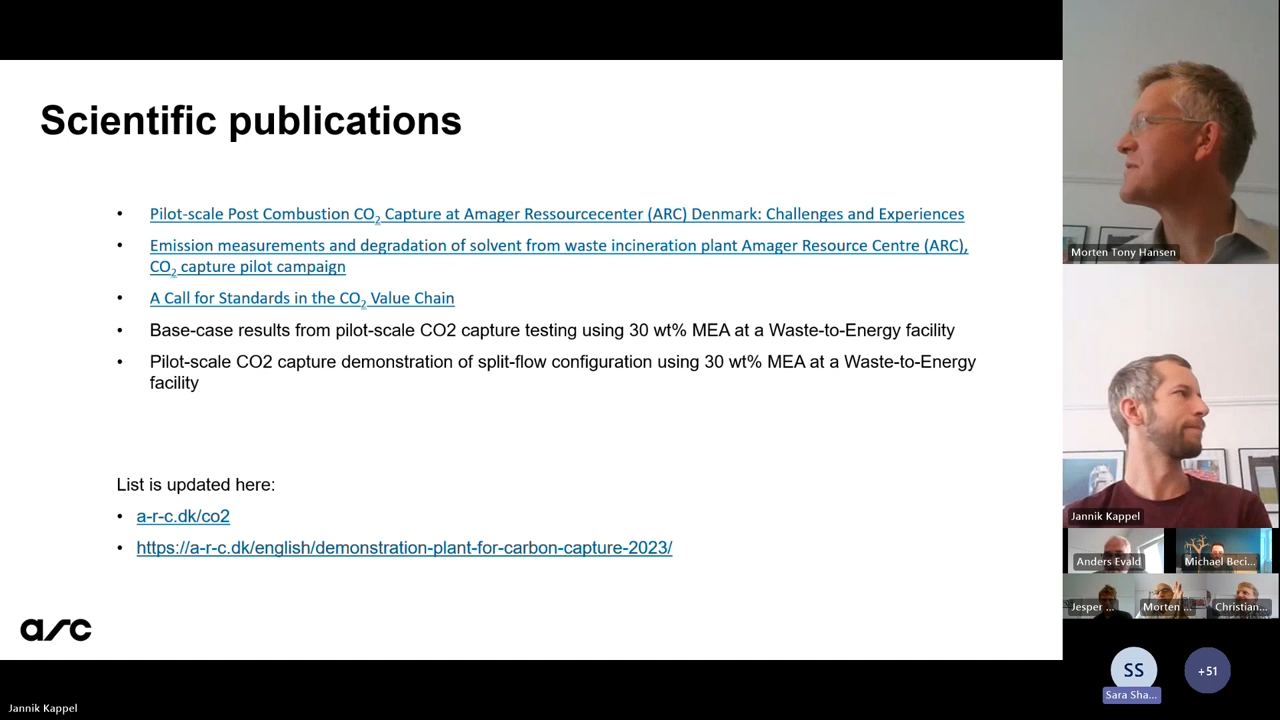 Scientific publications
• Pilot-scale Post Combustion CO2 Capture at Amager Ressourcecenter (ARC) Denmark: Challenges and Experiences
• Emission measurements and degradation of solvent from waste incineration plant Amager Resource Centre (ARC),
CO2 capture pilot campaign
• A Call for Standards in the CO2 Value Chain
• Base-case results from pilot-scale CO2 capture testing using 30 wt% MEA at a Waste-to-Energy facility
• Pilot-scale CO2 capture demonstration of split-flow configuration using 30 wt% MEA at a Waste-to-Energy
facility
List is updated here:
• a-r-c.dk/co2
• https://a-r-c.dk/english/demonstration-plant-for-carbon-capture-2023/
arc
Jannik Kappel
Morten Tony Hansen
Jannik Kappel
Anders Evald
Michael Beci...
Jesper ...
Morten ...
Christian...
SS
Sara Sha...
+51